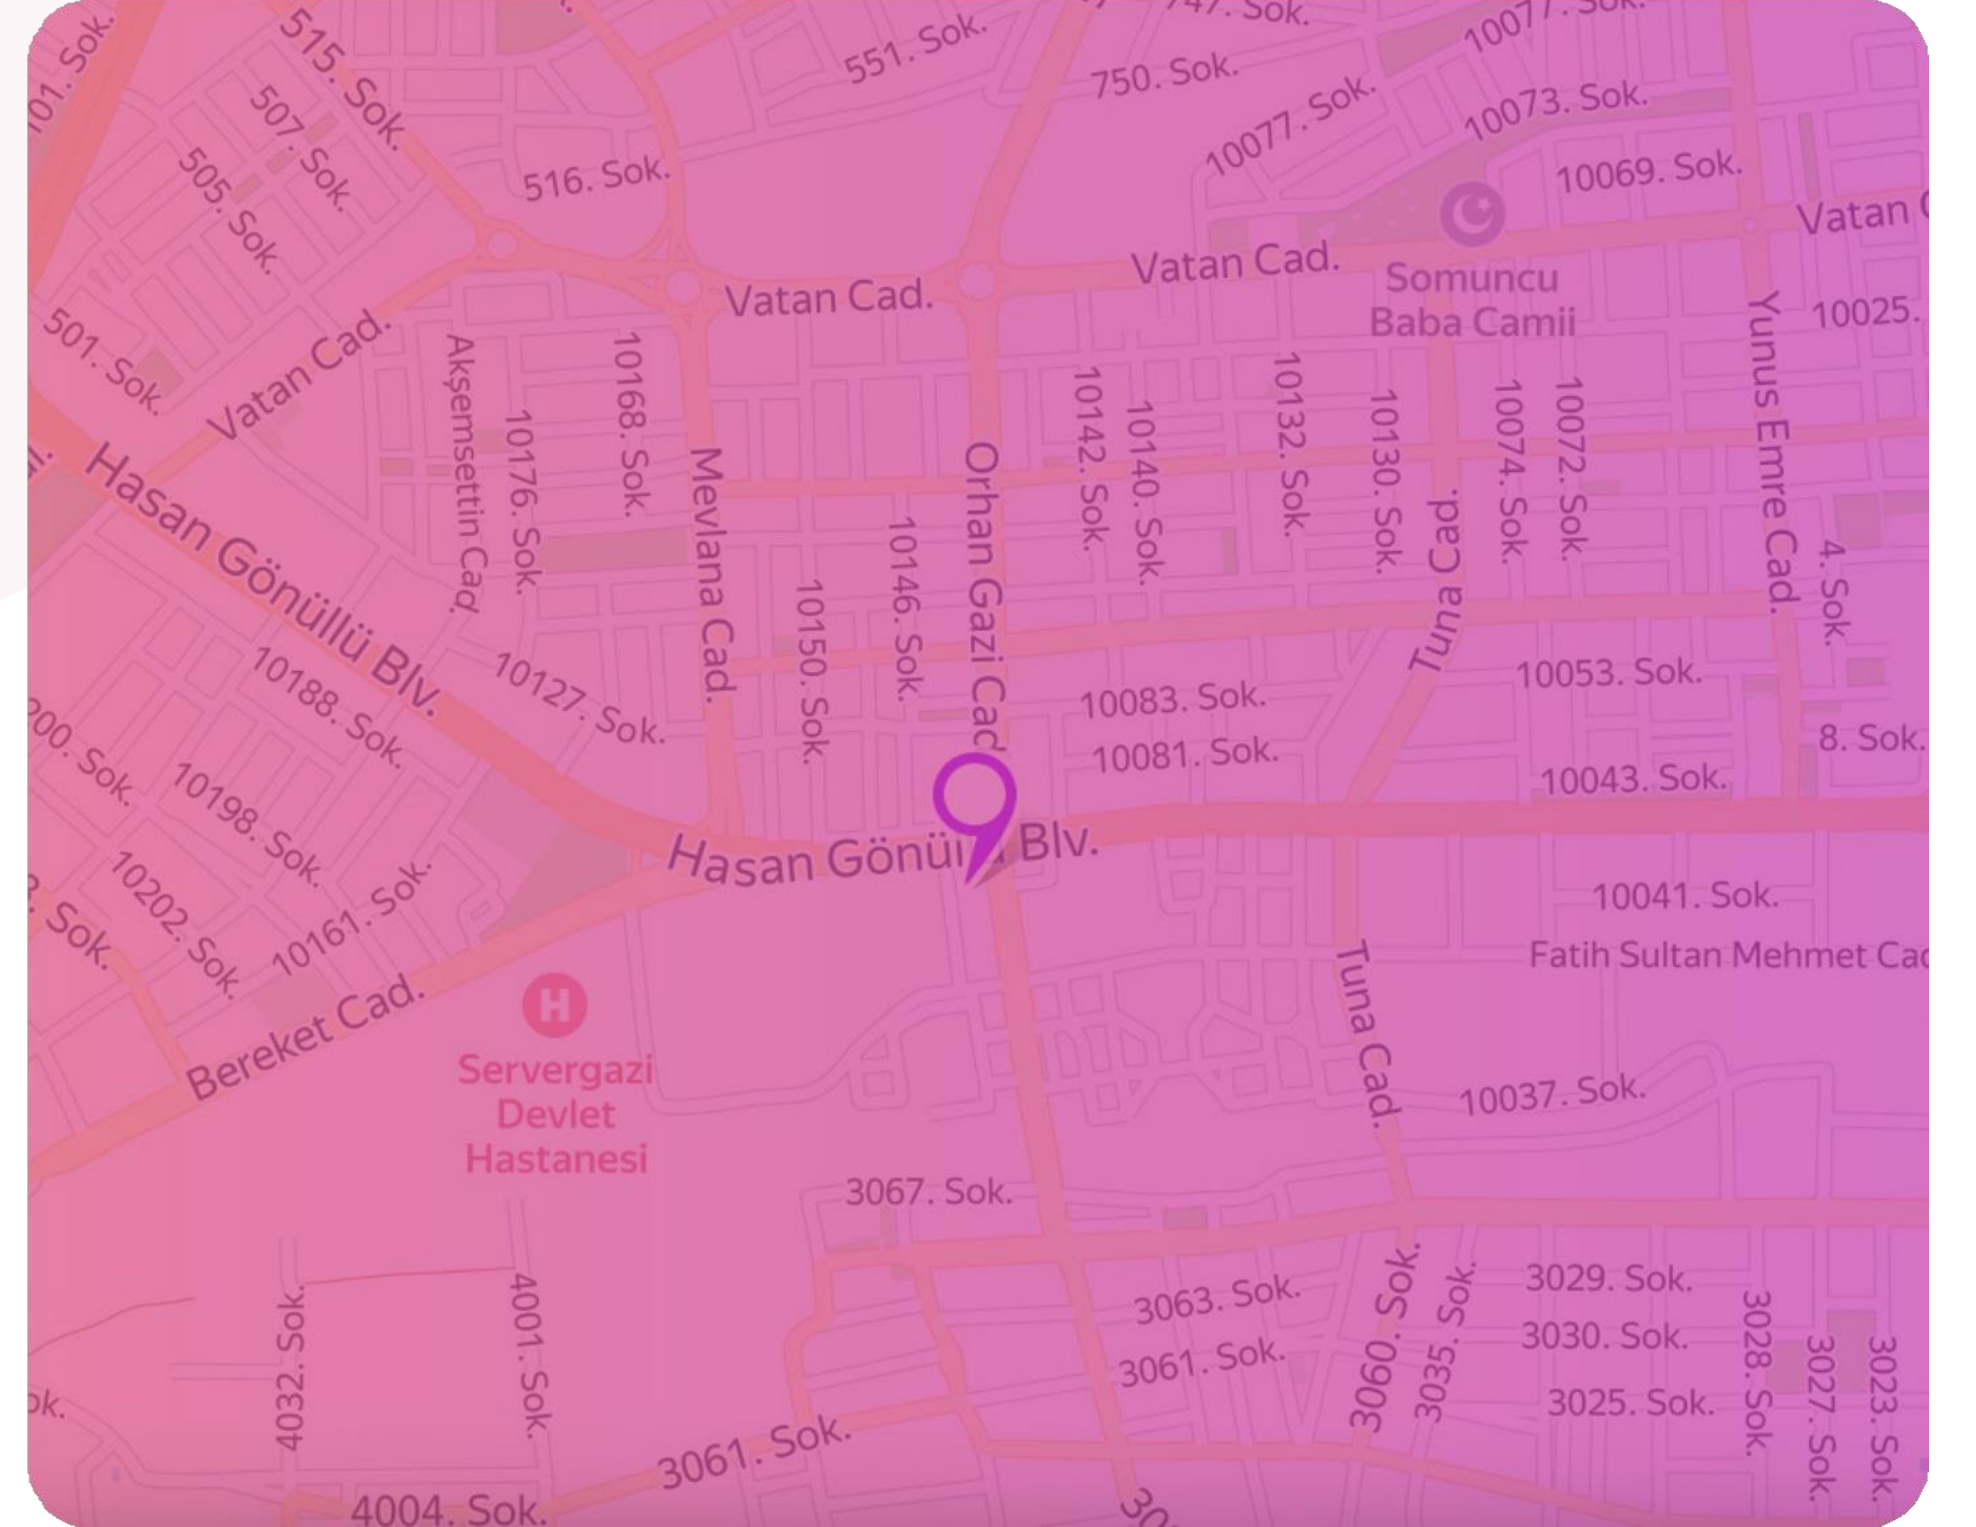 515. Sok.
551. Sok.
750. Sok.
10077. Sok.
10073. Sok.
101. Sok.
507. Sok.
505. Sok.
516. Sok.
10077. Sok.
10069. Sok.
Vatan Cad.
Vatan Cad.
Vatan
Somuncu
Baba Camii
501. Sok.
Vatan Cad.
Akşemsettin Cad.
10176. Sok.
10168. Sok.
Mevlana Cad.
10150. Sok.
10146. Sok.
Orhan Gazi Cad
10142. Sok.
10140. Sok.
10132. Sok.
10130. Sok.
Tuna Cad.
10074. Sok.
10072. Sok.
Yunus Emre Cad.
10025.
4. Sok.
Hasan Gönüllü Blv.
10188. Sok.
10127. Sok.
10083. Sok.
10081. Sok.
10053. Sok.
10043. Sok.
8. Sok.
200. Sok.
10198. Sok.
10202. Sok.
10161. Sok.
Hasan Gönü Blv.
10041. Sok.
Fatih Sultan Mehmet Cad
Sok.
Bereket Cad.
Servergazi
Devlet
Hastanesi
Tuna Cad.
10037. Sok.
3067. Sok.
4032. Sok.
4001. Sok.
3063. Sok.
3061. Sok.
3060. Sok.
3035. Sok.
3029. Sok.
3030. Sok.
3025. Sok.
3028. Sok.
3027. Sok.
3023. Sok.
3061. Sok.
4004. Sok.